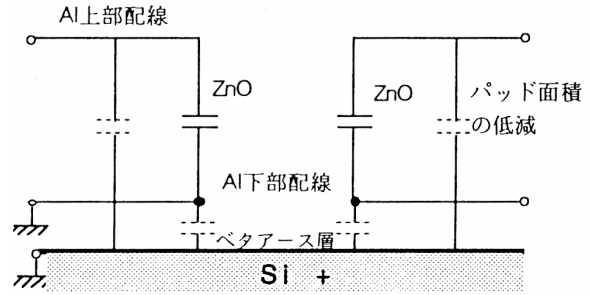 Al上部配線
ZnO
ZnO
パッド面積
の低減
Al下部配線
ベタアース層
Si +